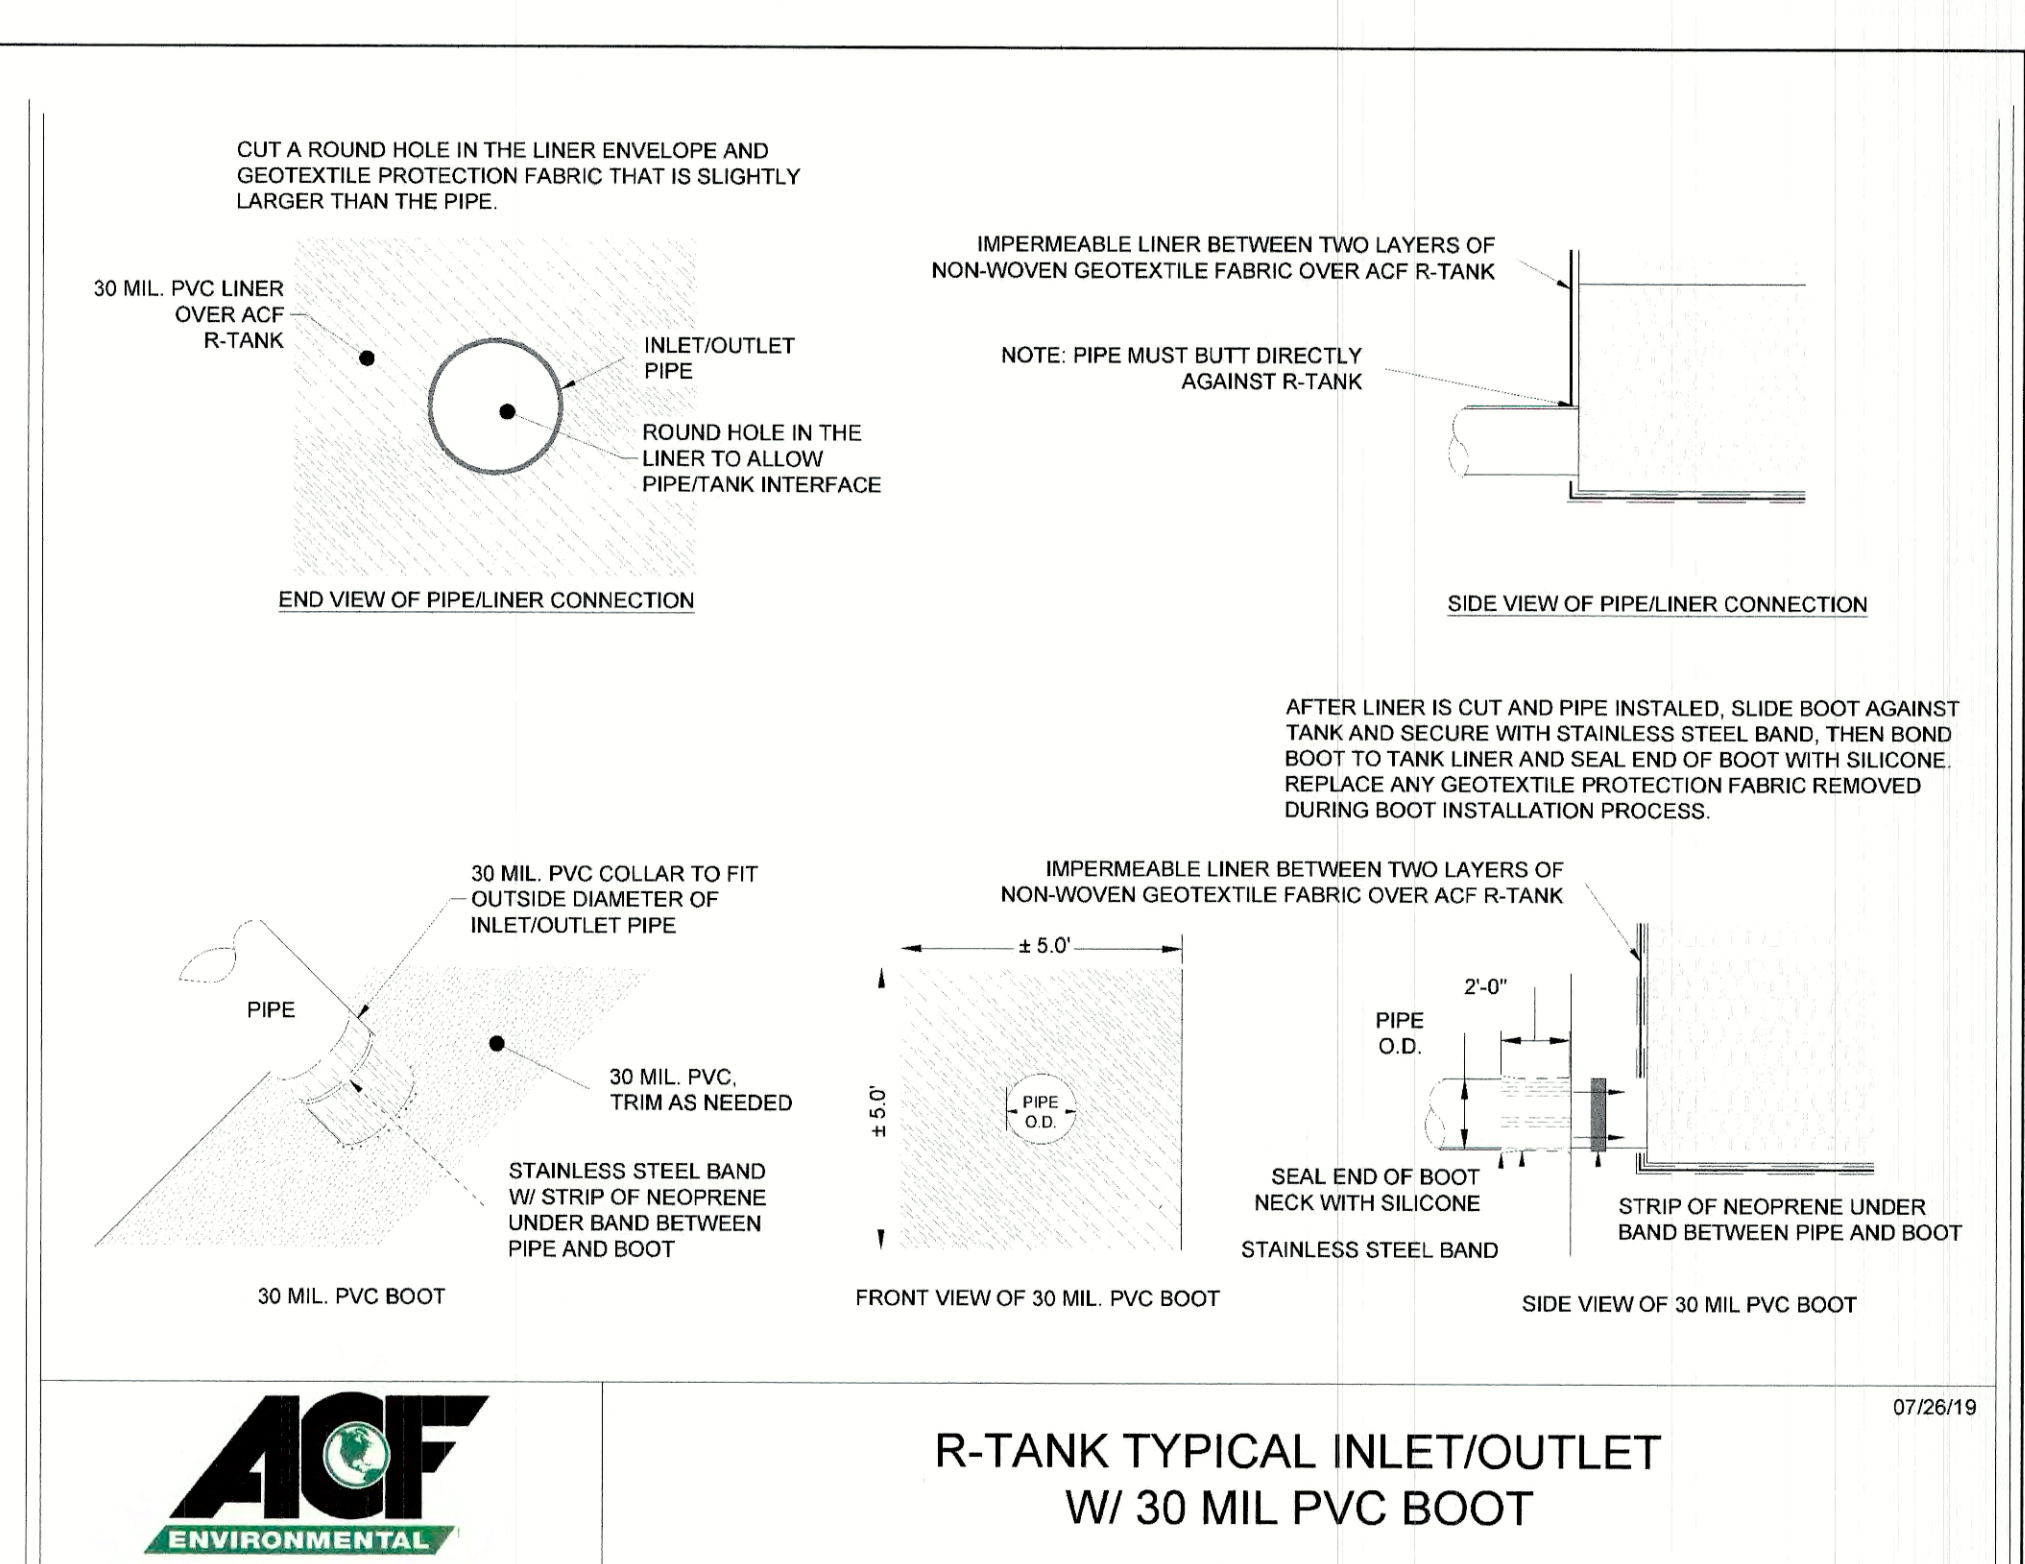 CUT A ROUND HOLE IN THE LINER ENVELOPE AND
GEOTEXTILE PROTECTION FABRIC THAT IS SLIGHTLY
LARGER THAN THE PIPE.
30 MIL. PVC LINER
OVER ACF
R-TANK
INLET/OUTLET
PIPE
ROUND HOLE IN THE
LINER TO ALLOW
PIPE/TANK INTERFACE
END VIEW OF PIPE/LINER CONNECTION
IMPERMEABLE LINER BETWEEN TWO LAYERS OF
NON-WOVEN GEOTEXTILE FABRIC OVER ACF R-TANK
NOTE: PIPE MUST BUTT DIRECTLY
AGAINST R-TANK
SIDE VIEW OF PIPE/LINER CONNECTION
AFTER LINER IS CUT AND PIPE INSTALED, SLIDE BOOT AGAINST
TANK AND SECURE WITH STAINLESS STEEL BAND, THEN BOND
BOOT TO TANK LINER AND SEAL END OF BOOT WITH SILICONE.
REPLACE ANY GEOTEXTILE PROTECTION FABRIC REMOVED
DURING BOOT INSTALLATION PROCESS.
30 MIL. PVC COLLAR TO FIT
OUTSIDE DIAMETER OF
INLET/OUTLET PIPE
PIPE
30 MIL. PVC,
TRIM AS NEEDED
STAINLESS STEEL BAND
W/ STRIP OF NEOPRENE
UNDER BAND BETWEEN
PIPE AND BOOT
30 MIL. PVC BOOT
± 5.0'
± 5.0'
PIPE
O.D.
FRONT VIEW OF 30 MIL. PVC BOOT
IMPERMEABLE LINER BETWEEN TWO LAYERS OF
NON-WOVEN GEOTEXTILE FABRIC OVER ACF R-TANK
2'-0"
PIPE
O.D.
SEAL END OF BOOT
NECK WITH SILICONE
STAINLESS STEEL BAND
STRIP OF NEOPRENE UNDER
BAND BETWEEN PIPE AND BOOT
SIDE VIEW OF 30 MIL PVC BOOT
ACF
ENVIRONMENTAL
07/26/19
R-TANK TYPICAL INLET/OUTLET
W/ 30 MIL PVC BOOT